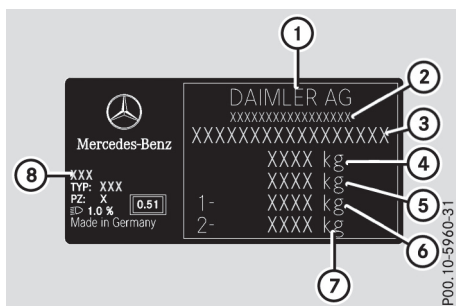 1
DAIMLER AG
2
XXXXXXXXXXXXXXXXX
3
XXXXXXXXXXXXXXXXX
Mercedes-Benz
4
XXXX kg
5
XXXX kg
8
XXX
TYP: XXX
PZ: X
1.0 %
0.51
Made in Germany
1- XXXX kg
6
2- XXXX kg
7
P00.10-5960-31